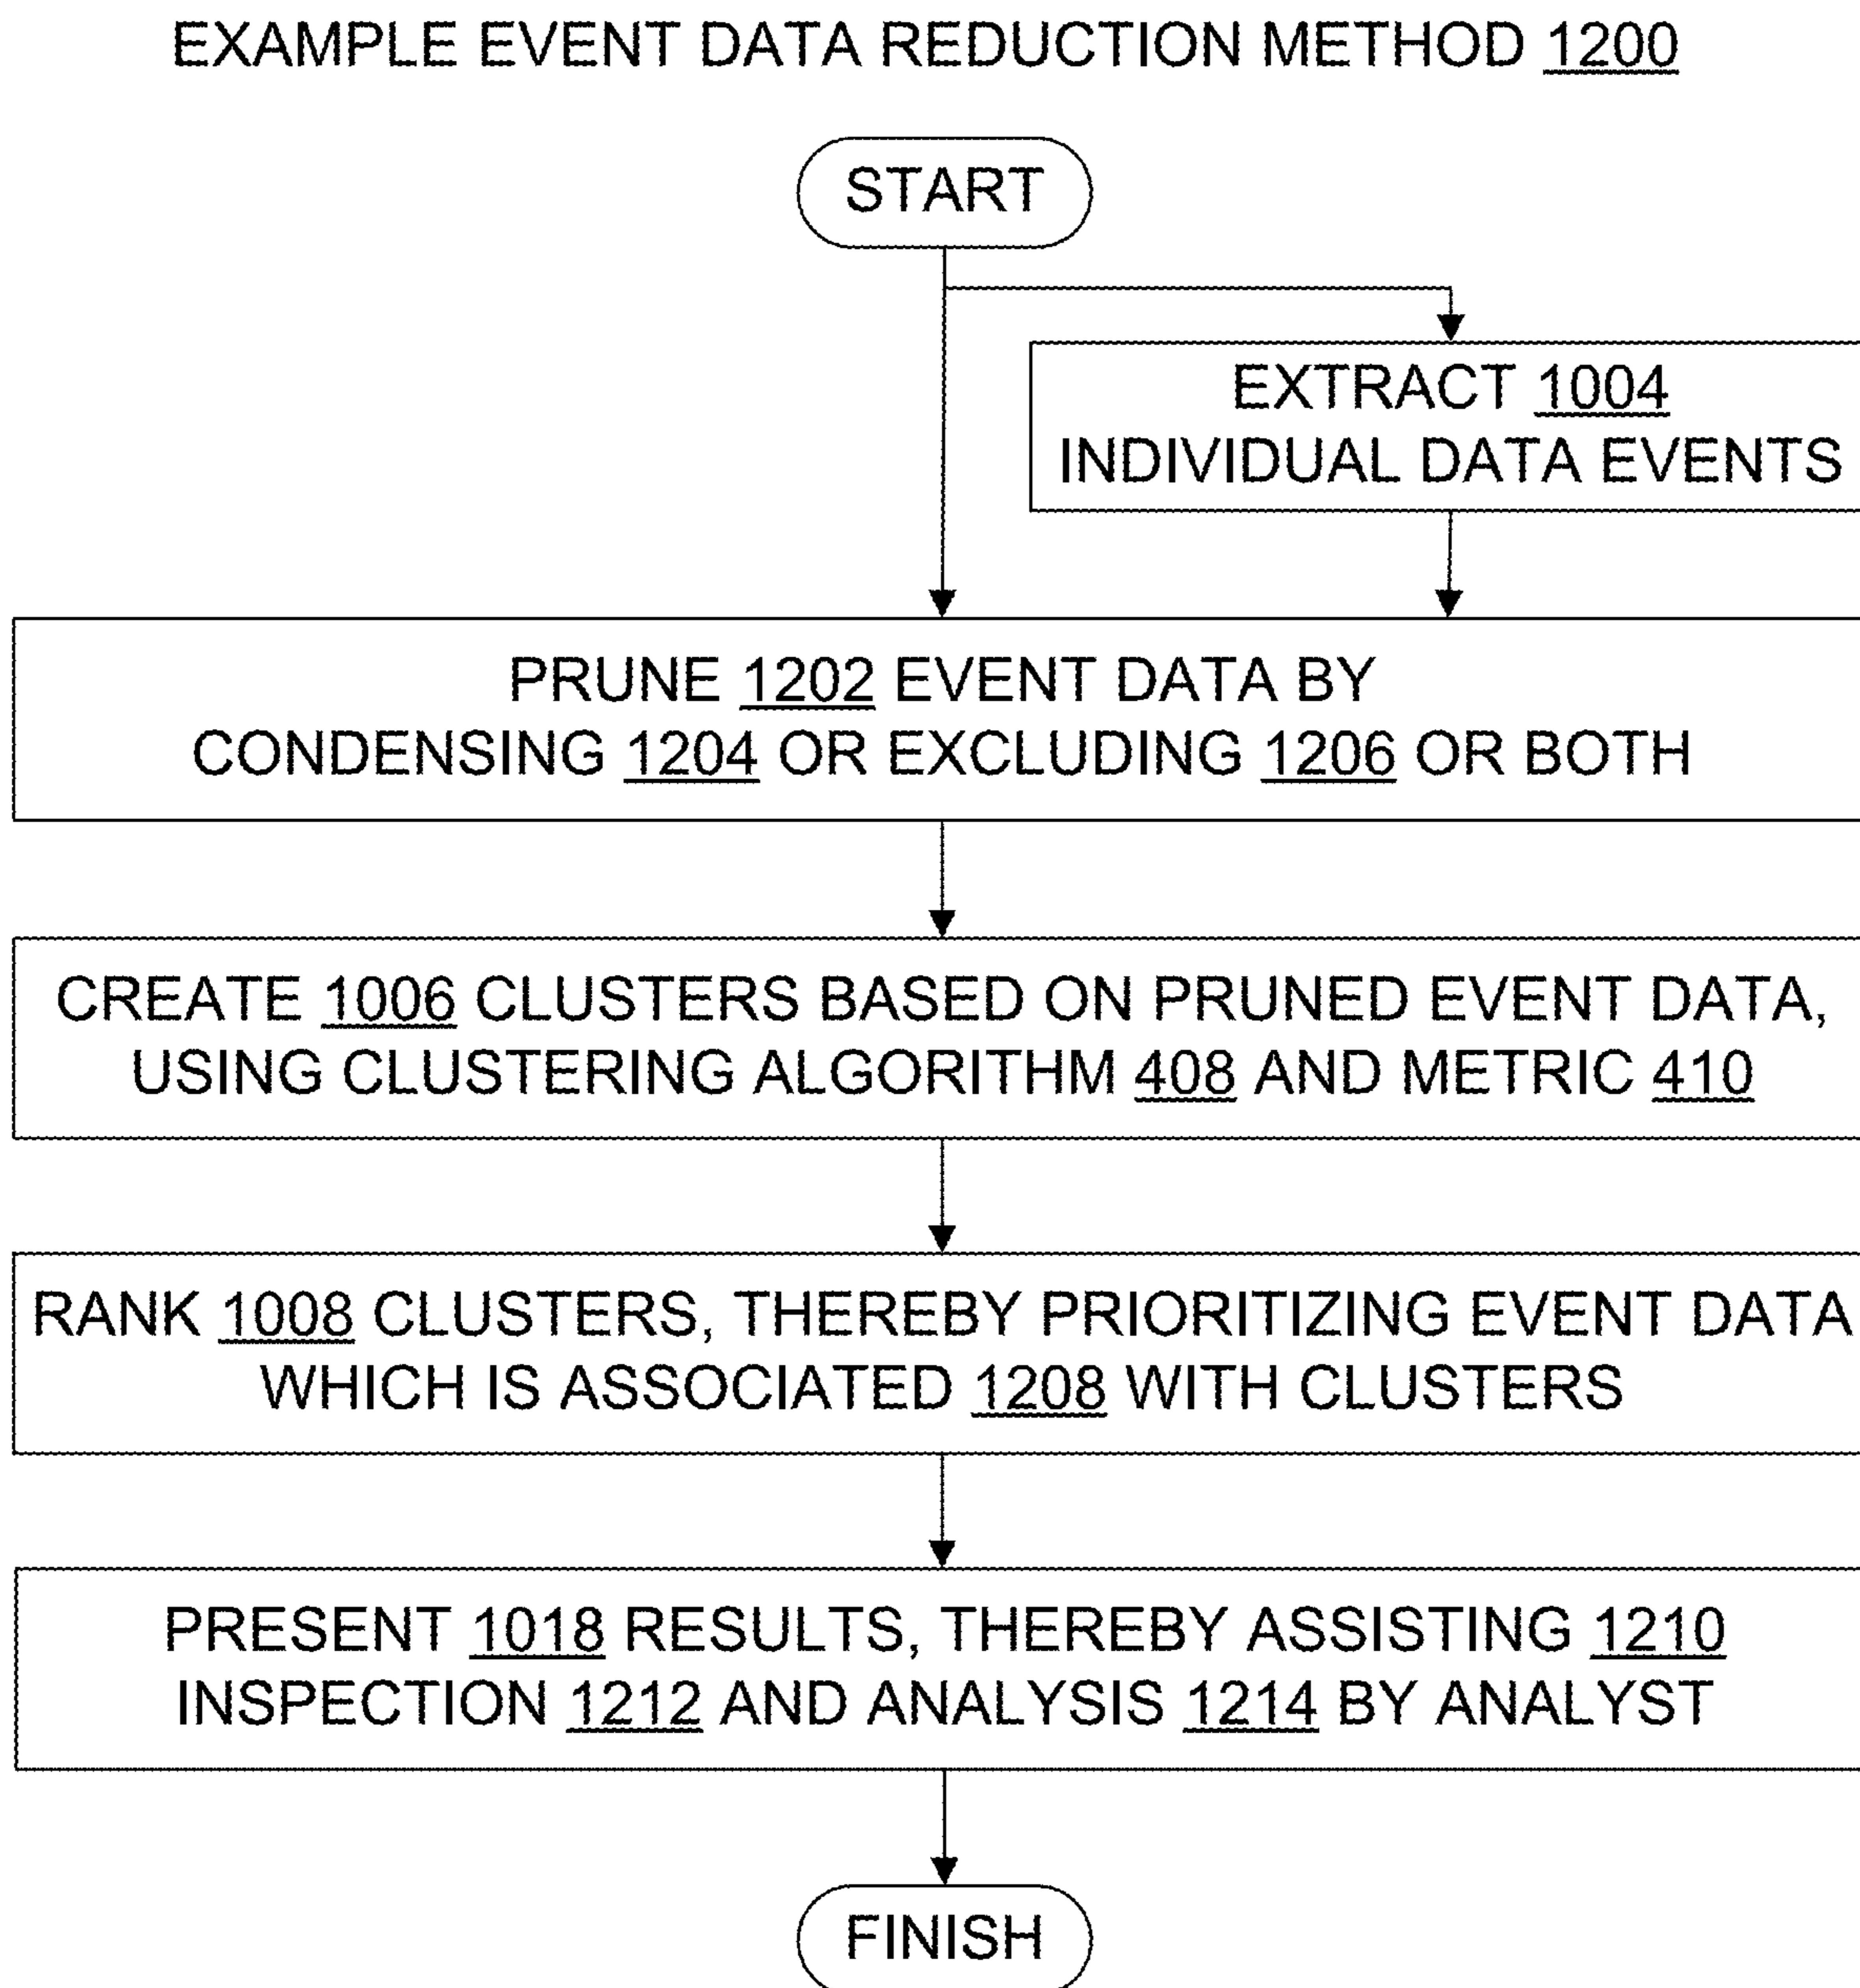 EXAMPLE EVENT DATA REDUCTION METHOD 1200
START
EXTRACT 1004
INDIVIDUAL DATA EVENTS
PRUNE 1202 EVENT DATA BY
CONDENSING 1204 OR EXCLUDING 1206 OR BOTH
CREATE 1006 CLUSTERS BASED ON PRUNED EVENT DATA,
USING CLUSTERING ALGORITHM 408 AND METRIC 410
RANK 1008 CLUSTERS, THEREBY PRIORITIZING EVENT DATA
WHICH IS ASSOCIATED 1208 WITH CLUSTERS
PRESENT 1018 RESULTS, THEREBY ASSISTING 1210
INSPECTION 1212 AND ANALYSIS 1214 BY ANALYST
FINISH